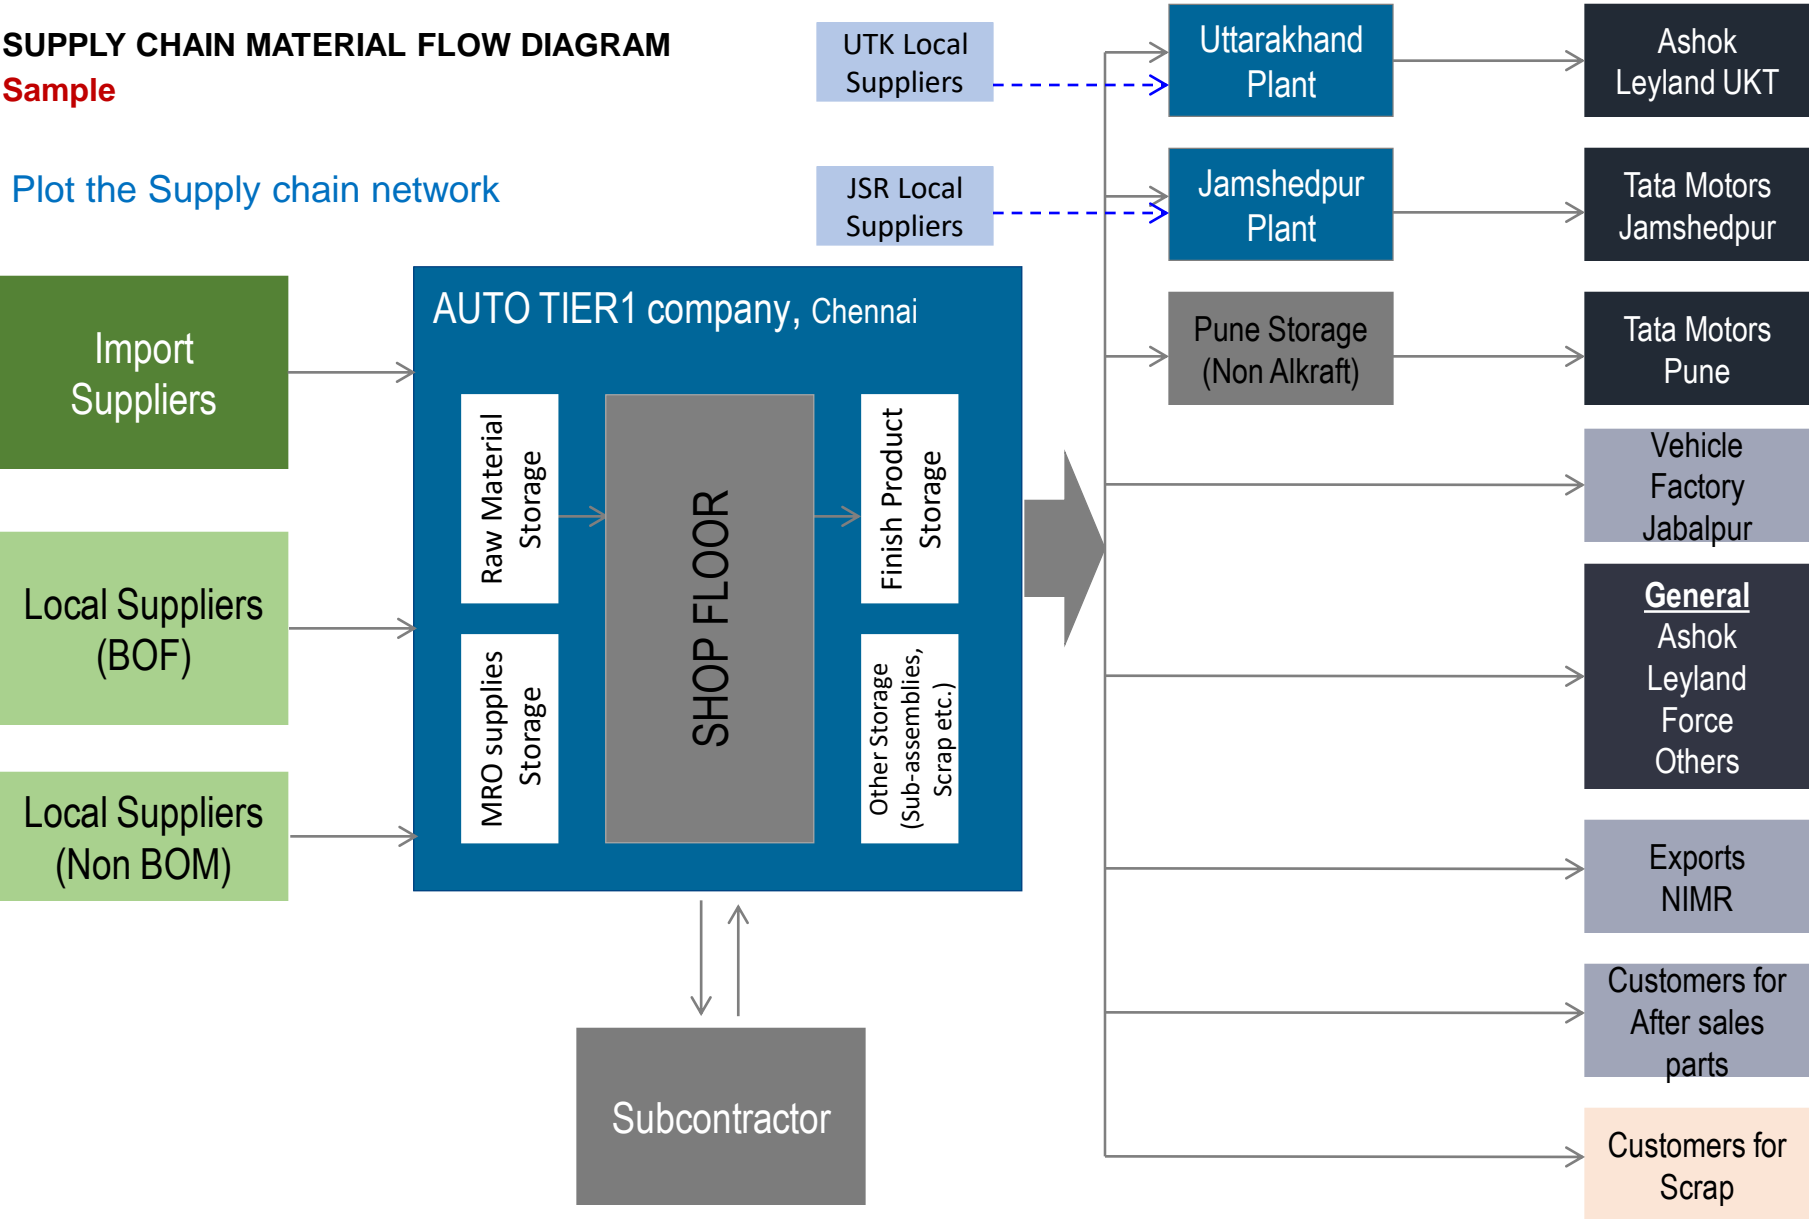 SUPPLY CHAIN MATERIAL FLOW DIAGRAM
Sample
Plot the Supply chain network
UTK Local
Suppliers
Uttarakhand
Plant
Ashok
Leyland UKT
JSR Local
Suppliers
Jamshedpur
Plant
Tata Motors
Jamshedpur
Import
Suppliers
Local Suppliers
(BOF)
Local Suppliers
(Non BOM)
AUTO TIER1 company, Chennai
Raw Material
Storage
MRO supplies
Storage
SHOP FLOOR
Finish Product
Storage
Other Storage
(Sub-assemblies,
Scrap etc.)
Subcontractor
Pune Storage
(Non Alkraft)
Tata Motors
Pune
Vehicle
Factory
Jabalpur
General
Ashok
Leyland
Force
Others
Exports
NIMR
Customers for
After sales
parts
Customers for
Scrap